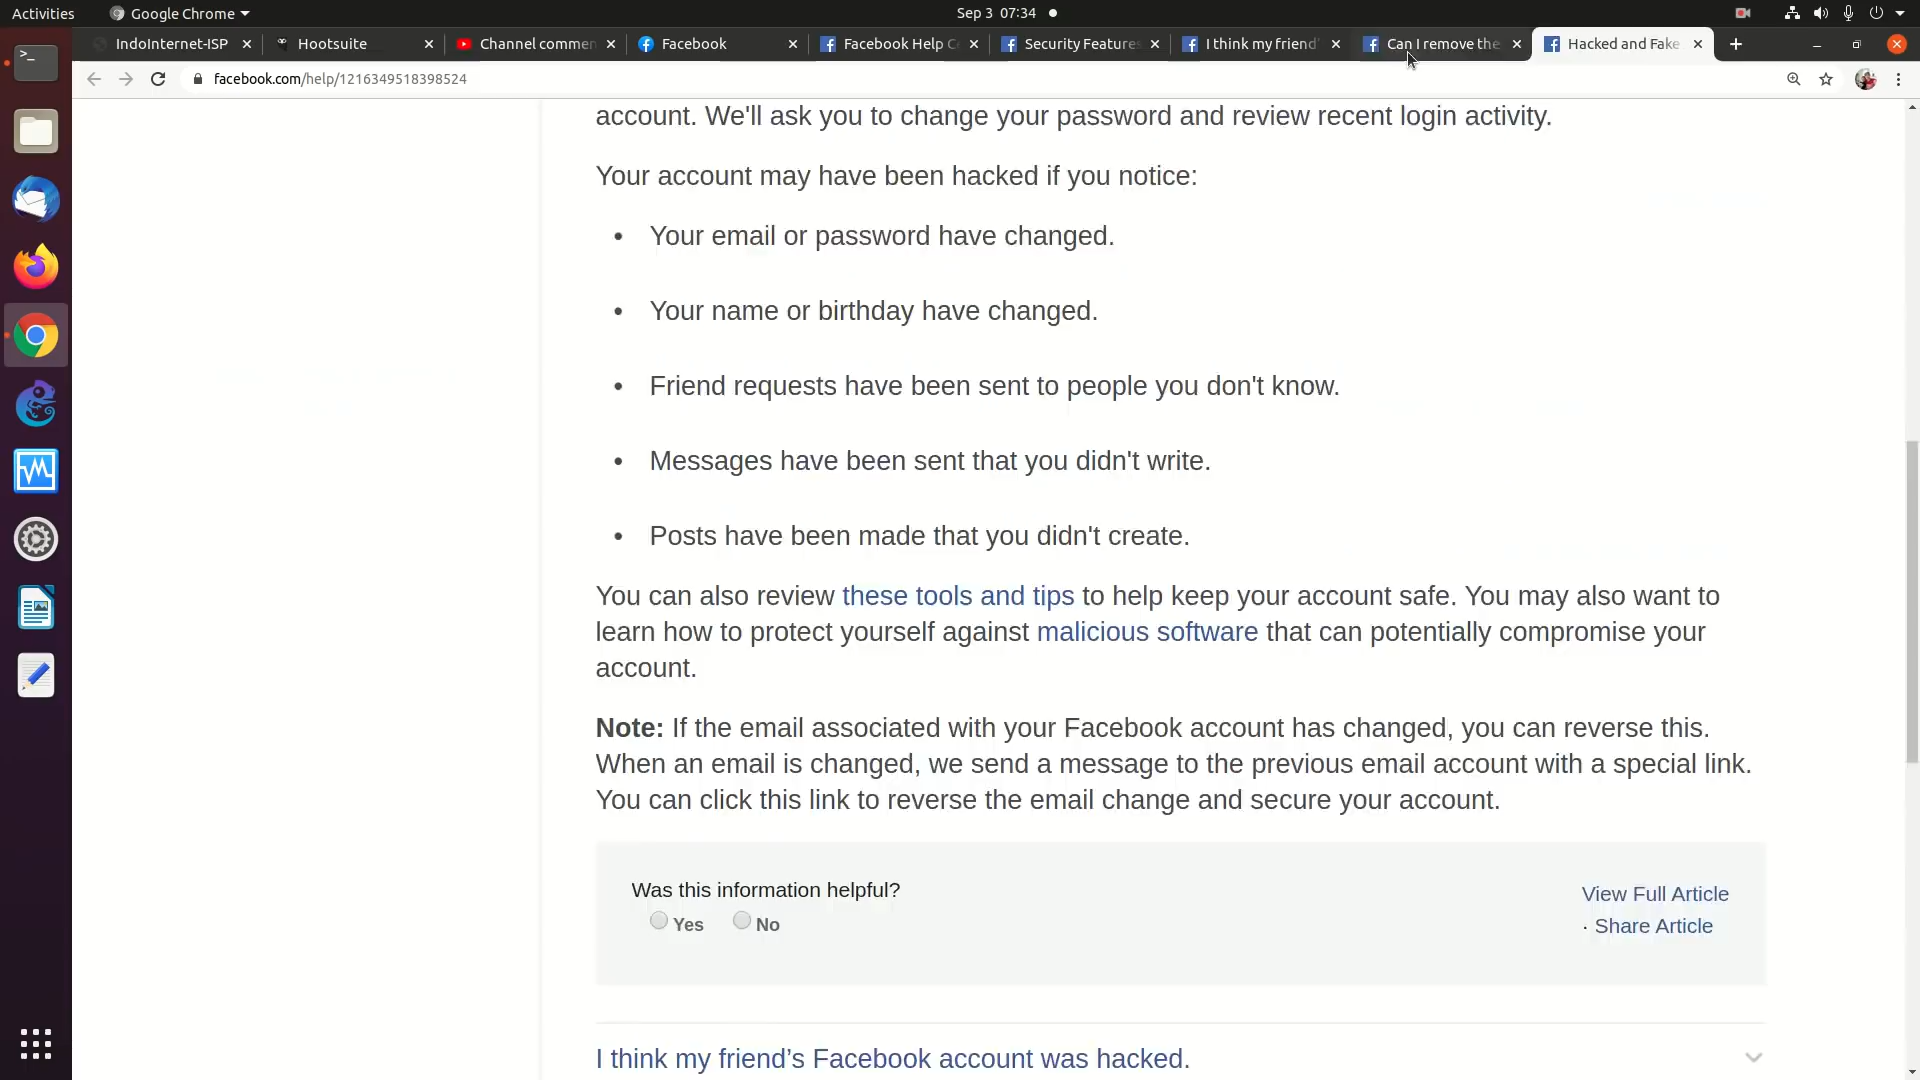 Activities
Google Chrome
Sep 3 07:34
IndoInternet-ISP
Hootsuite
Channel commen
Facebook
Facebook Help C
Security Features
I think my friend'
Can I remove the
Hacked and Fake
facebook.com/help/1216349518398524
account. We'll ask you to change your password and review recent login activity.
Your account may have been hacked if you notice:
• Your email or password have changed.
• Your name or birthday have changed.
• Friend requests have been sent to people you don't know.
• Messages have been sent that you didn't write.
• Posts have been made that you didn't create.
You can also review these tools and tips to help keep your account safe. You may also want to
learn how to protect yourself against malicious software that can potentially compromise your
account.
Note: If the email associated with your Facebook account has changed, you can reverse this.
When an email is changed, we send a message to the previous email account with a special link.
You can click this link to reverse the email change and secure your account.
Was this information helpful?
Yes No
View Full Article
· Share Article
I think my friend’s Facebook account was hacked.